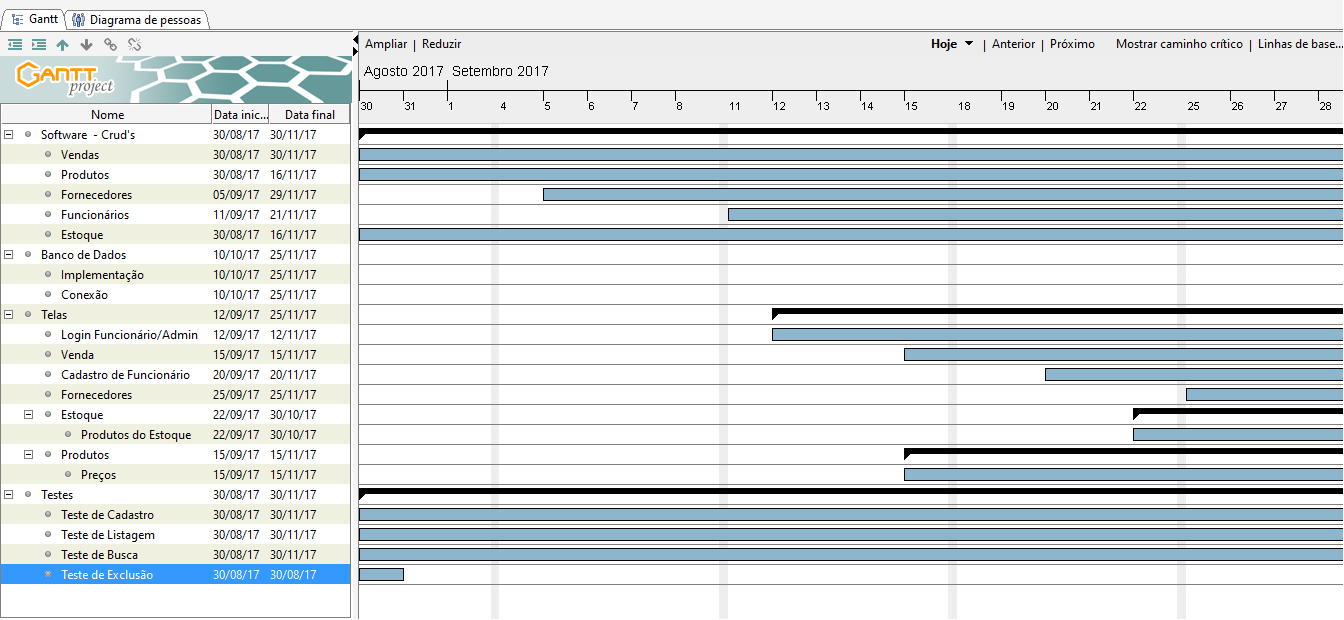 Gantt Diagrama de pessoas
Ampliar | Reduzir Hoje | Anterior | Próximo Mostrar caminho crítico | Linhas de base...
GANTT project
Agosto 2017 Setembro 2017
30 31 1 4 5 6 7 8 11 12 13 14 15 18 19 20 21 22 25 26 27 28
Nome Data inic... Data final
Software - Crud's 30/08/17 30/11/17
Vendas 30/08/17 30/11/17
Produtos 30/08/17 16/11/17
Fornecedores 05/09/17 29/11/17
Funcionários 11/09/17 21/11/17
Estoque 30/08/17 16/11/17
Banco de Dados 10/10/17 25/11/17
Implementação 10/10/17 25/11/17
Conexão 10/10/17 25/11/17
Telas 12/09/17 25/11/17
Login Funcionário/Admin 12/09/17 12/11/17
Venda 15/09/17 15/11/17
Cadastro de Funcionário 20/09/17 20/11/17
Fornecedores 25/09/17 25/11/17
Estoque 22/09/17 30/10/17
Produtos do Estoque 22/09/17 30/10/17
Produtos 15/09/17 15/11/17
Preços 15/09/17 15/11/17
Testes 30/08/17 30/11/17
Teste de Cadastro 30/08/17 30/11/17
Teste de Listagem 30/08/17 30/11/17
Teste de Busca 30/08/17 30/11/17
Teste de Exclusão 30/08/17 30/08/17